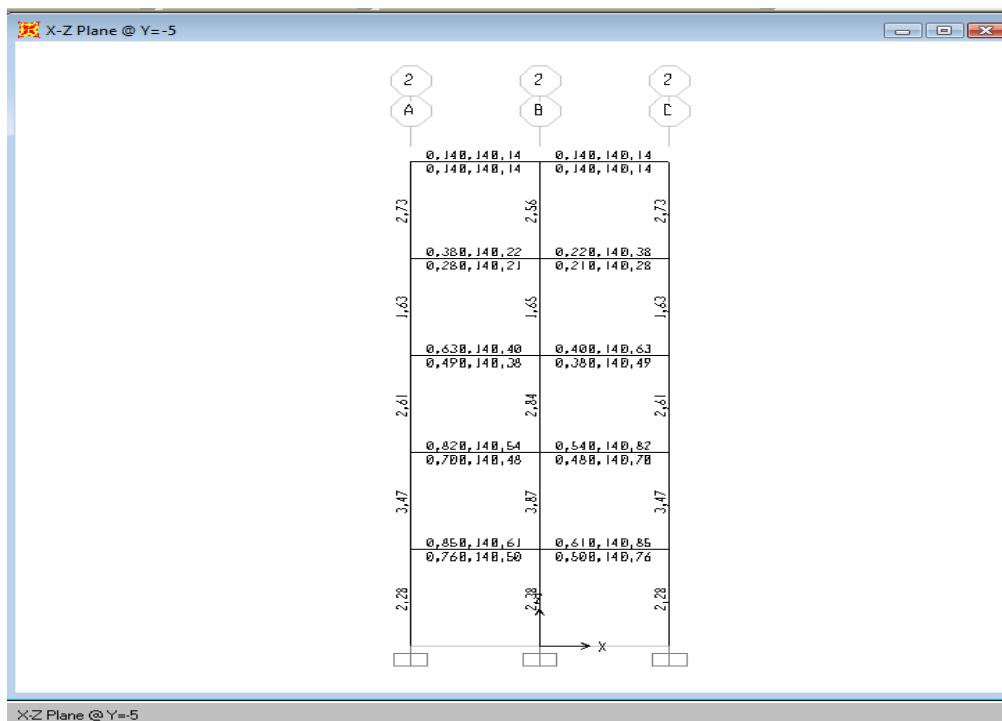 X-Z Plane @ Y=-5
2 2 2
A B C
0,140,140,14 0,140,140,14
0,140,140,14 0,140,140,14
2,73 2,56 2,73
0,380,140,22 0,220,140,38
0,280,140,21 0,210,140,28
1,63 1,65 1,63
0,630,140,40 0,400,140,63
0,490,140,38 0,380,140,49
2,61 2,84 2,61
0,820,140,54 0,540,140,82
0,700,140,48 0,480,140,70
3,47 3,87 3,47
0,850,140,61 0,610,140,85
0,760,140,50 0,500,140,76
2,28 2,28
X
X-Z Plane @ Y=-5